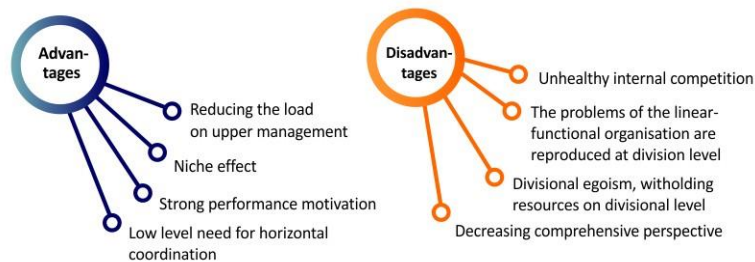 Advan-
tages
Reducing the load
on upper management
Niche effect
Strong performance motivation
Low level need for horizontal
coordination
Disadvan-
tages
Unhealthy internal competition
The problems of the linear-
functional organisation are
reproduced at division level
Divisional egoism, witholding
resources on divisional level
Decreasing comprehensive perspective